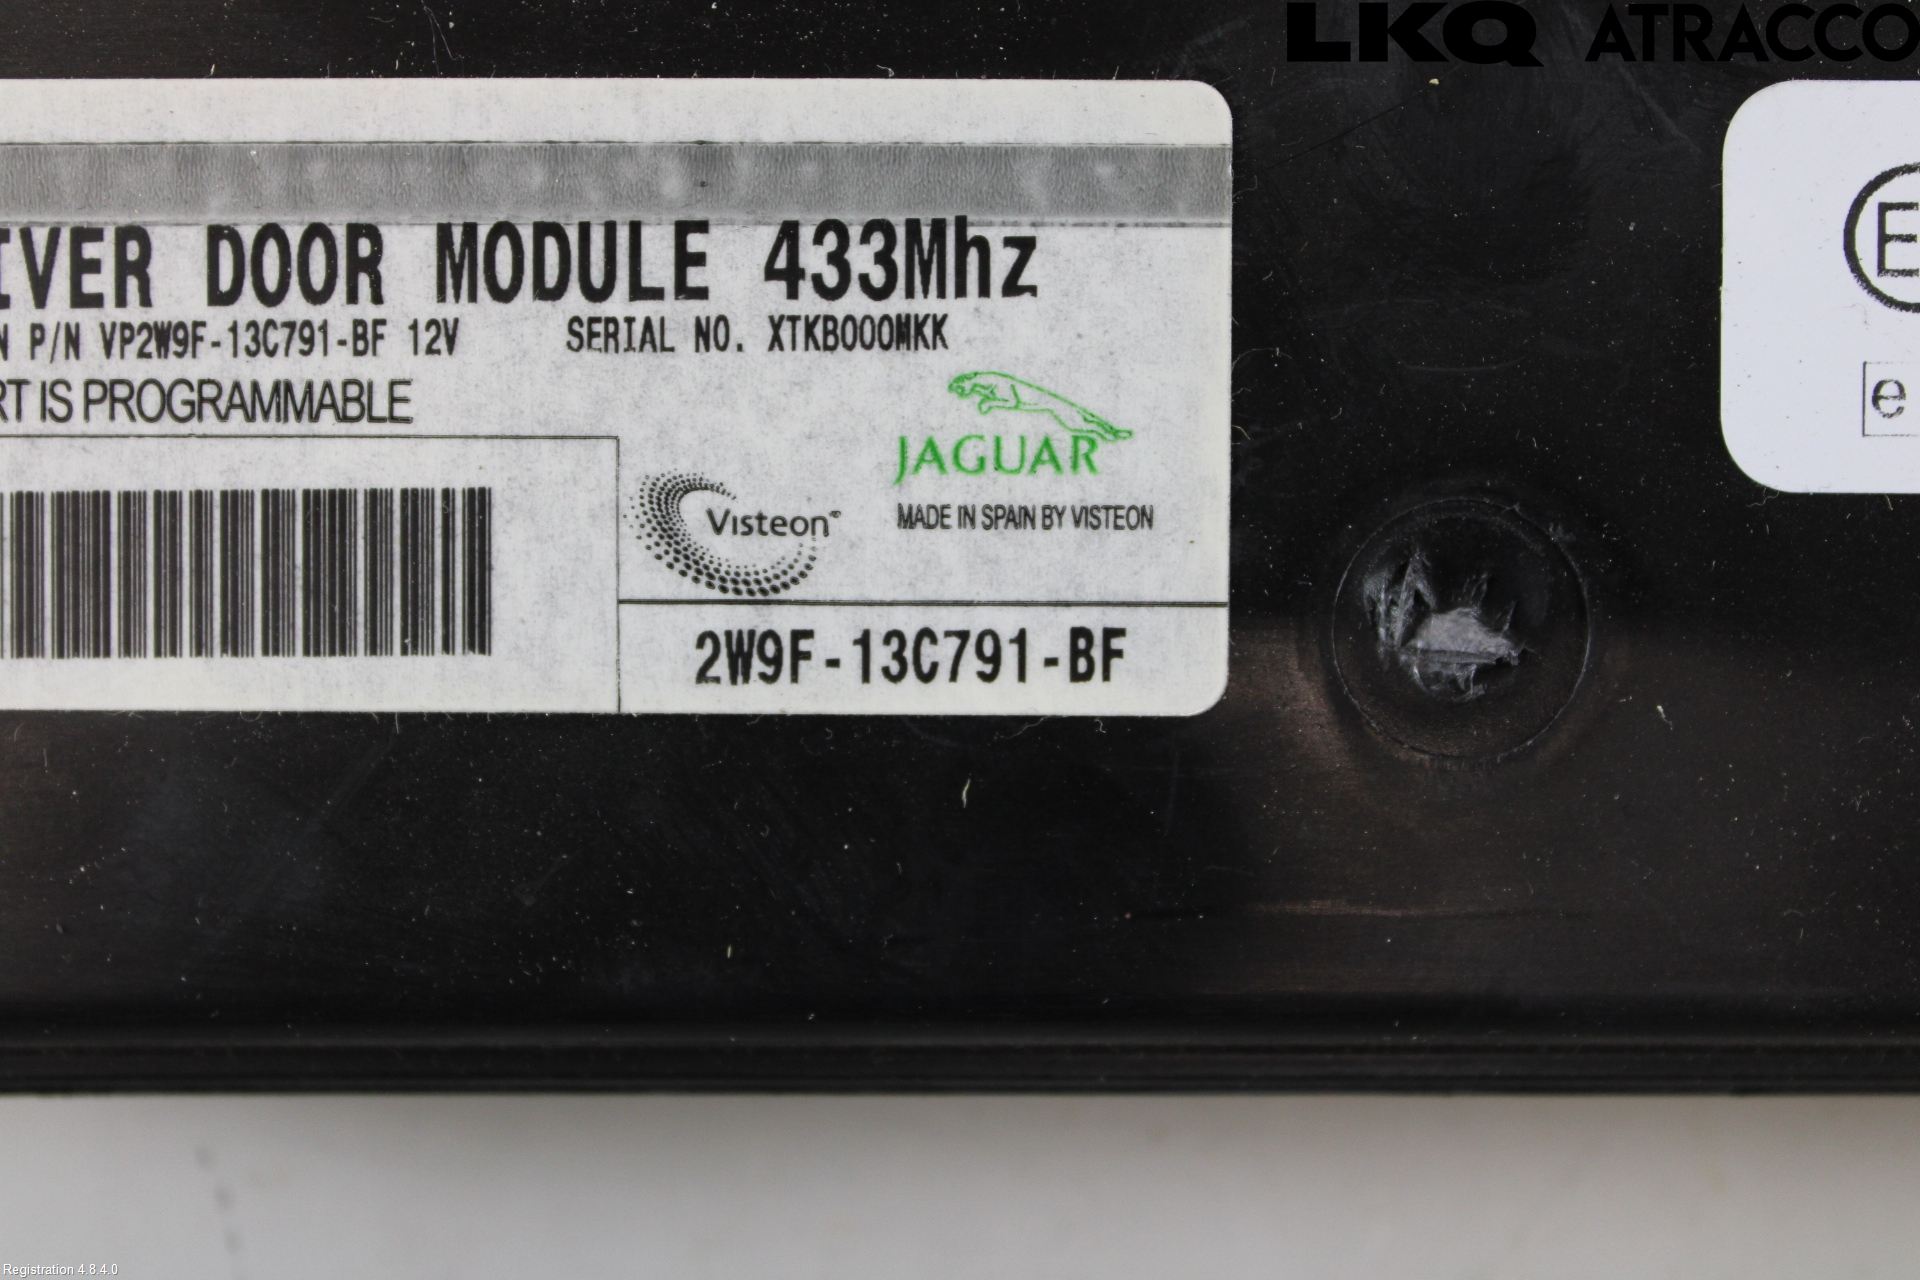 LKQ ATRACCO
IVER DOOR MODULE 433Mhz
N P/N VP2W9F-13C791-BF 12V SERIAL NO. XTKB000MKK
RT IS PROGRAMMABLE
JAGUAR
Visteon®
MADE IN SPAIN BY VISTEON
2W9F-13C791-BF
E
e
Registration 4.8.4.0